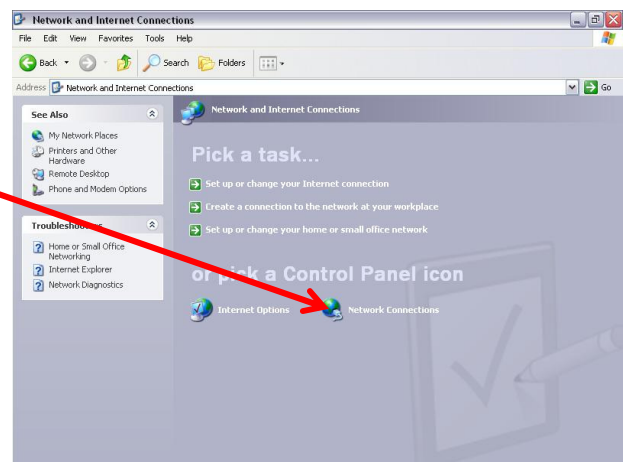 Network and Internet Connections
File Edit View Favorites Tools Help
Back Search Folders
Address Network and Internet Connections Go
See Also
My Network Places
Printers and Other
Hardware
Remote Desktop
Phone and Modem Options
Home or Small Office
Networking
Internet Explorer
Network Diagnostics
Network and Internet Connections
Pick a task...
Set up or change your Internet connection
Create a connection to the network at your workplace
Set up or change your home or small office network
or pick a Control Panel icon
Internet Options Network Connections